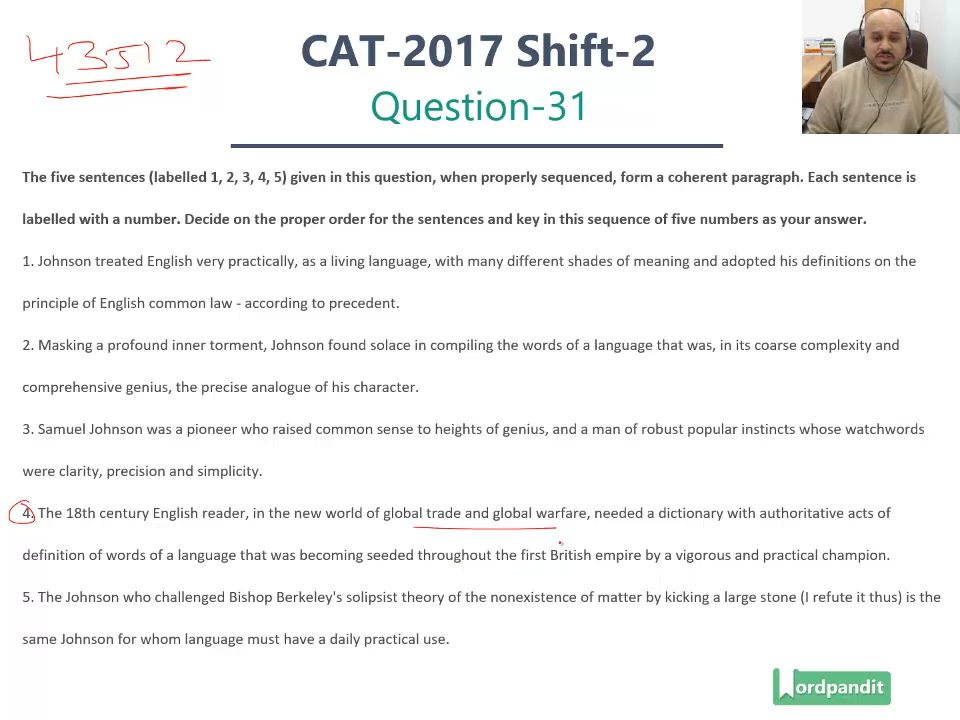 43512
CAT-2017 Shift-2
Question-31
The five sentences (labelled 1, 2, 3, 4, 5) given in this question, when properly sequenced, form a coherent paragraph. Each sentence is
labelled with a number. Decide on the proper order for the sentences and key in this sequence of five numbers as your answer.
1. Johnson treated English very practically, as a living language, with many different shades of meaning and adopted his definitions on the
principle of English common law - according to precedent.
2. Masking a profound inner torment, Johnson found solace in compiling the words of a language that was, in its coarse complexity and
comprehensive genius, the precise analogue of his character.
3. Samuel Johnson was a pioneer who raised common sense to heights of genius, and a man of robust popular instincts whose watchwords
were clarity, precision and simplicity.
4. The 18th century English reader, in the new world of global trade and global warfare, needed a dictionary with authoritative acts of
definition of words of a language that was becoming seeded throughout the first British empire by a vigorous and practical champion.
5. The Johnson who challenged Bishop Berkeley's solipsist theory of the nonexistence of matter by kicking a large stone (I refute it thus) is the
same Johnson for whom language must have a daily practical use.
Wordpandit